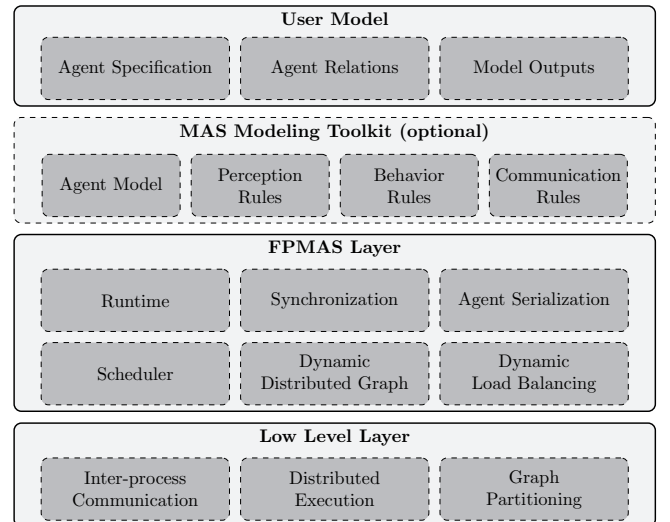 User Model
Agent Specification
Agent Relations
Model Outputs
MAS Modeling Toolkit (optional)
Agent Model
Perception
Rules
Behavior
Rules
Communication
Rules
FPMAS Layer
Runtime
Synchronization
Agent Serialization
Scheduler
Dynamic
Distributed Graph
Dynamic
Load Balancing
Low Level Layer
Inter-process
Communication
Distributed
Execution
Graph
Partitioning